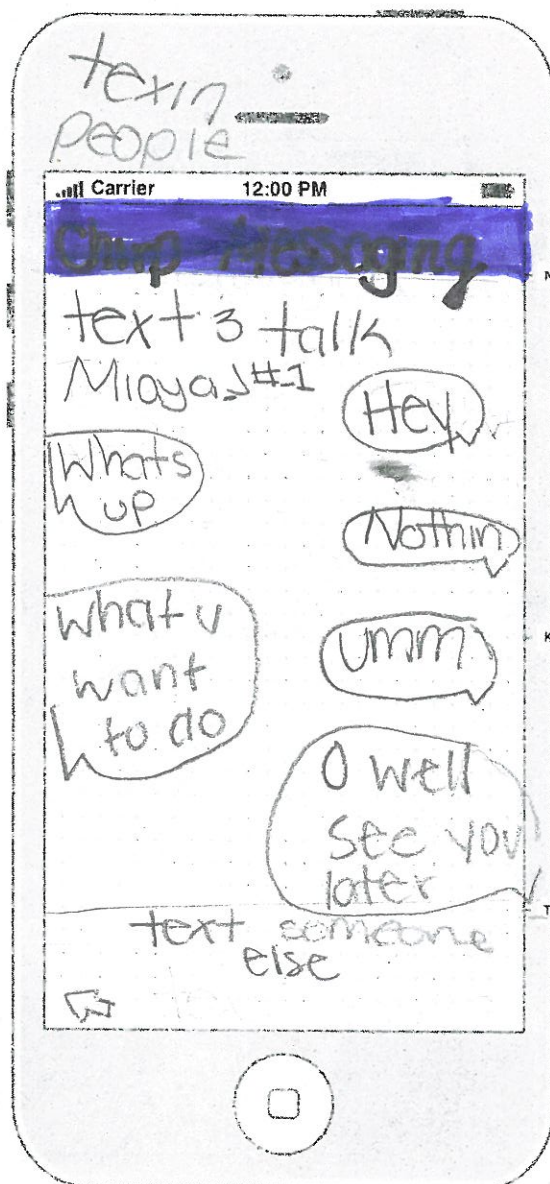 texin
people
Carrier 12:00 PM
Chirp Messaging
text 3 talk
#1
Hey
Whats
up
Nothin
what u
want
to do
umm
O well
see you
later
text someone
else
N
K
T